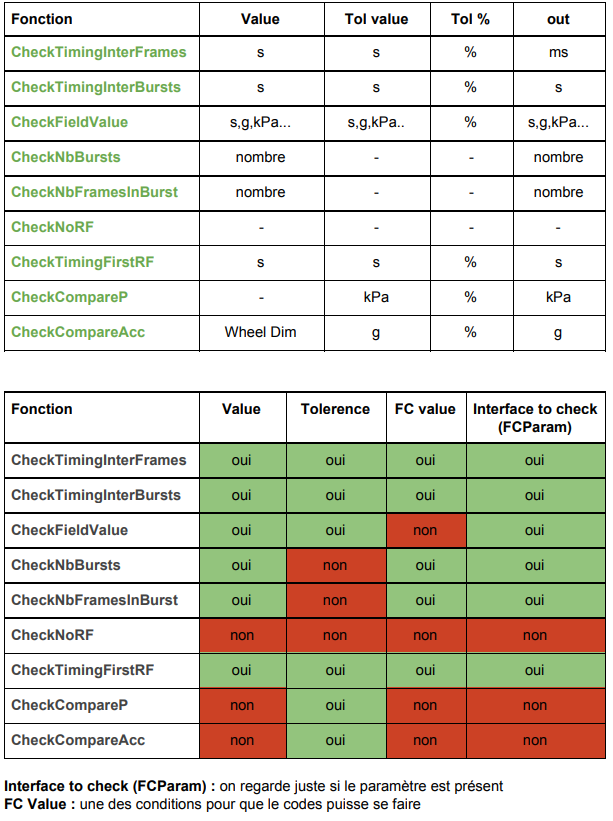 Fonction Value Tol value Tol % out
CheckTimingInterFrames s s % ms
CheckTimingInterBursts s s % s
CheckFieldValue s,g,kPa... s,g,kPa.. % s,g,kPa...
CheckNbBursts nombre - - nombre
CheckNbFramesInBurst nombre - - nombre
CheckNoRF - - - -
CheckTimingFirstRF s s % s
CheckCompareP - kPa % kPa
CheckCompareAcc Wheel Dim g % g
Fonction Value Tolerence FC value Interface to check
(FCParam)
CheckTimingInterFrames oui oui oui oui
CheckTimingInterBursts oui oui oui oui
CheckFieldValue oui oui non oui
CheckNbBursts oui non oui oui
CheckNbFramesInBurst oui non oui oui
CheckNoRF non non non non
CheckTimingFirstRF oui oui oui oui
CheckCompareP non oui non non
CheckCompareAcc non oui non non
Interface to check (FCParam) : on regarde juste si le paramètre est présent
FC Value : une des conditions pour que le codes puisse se faire